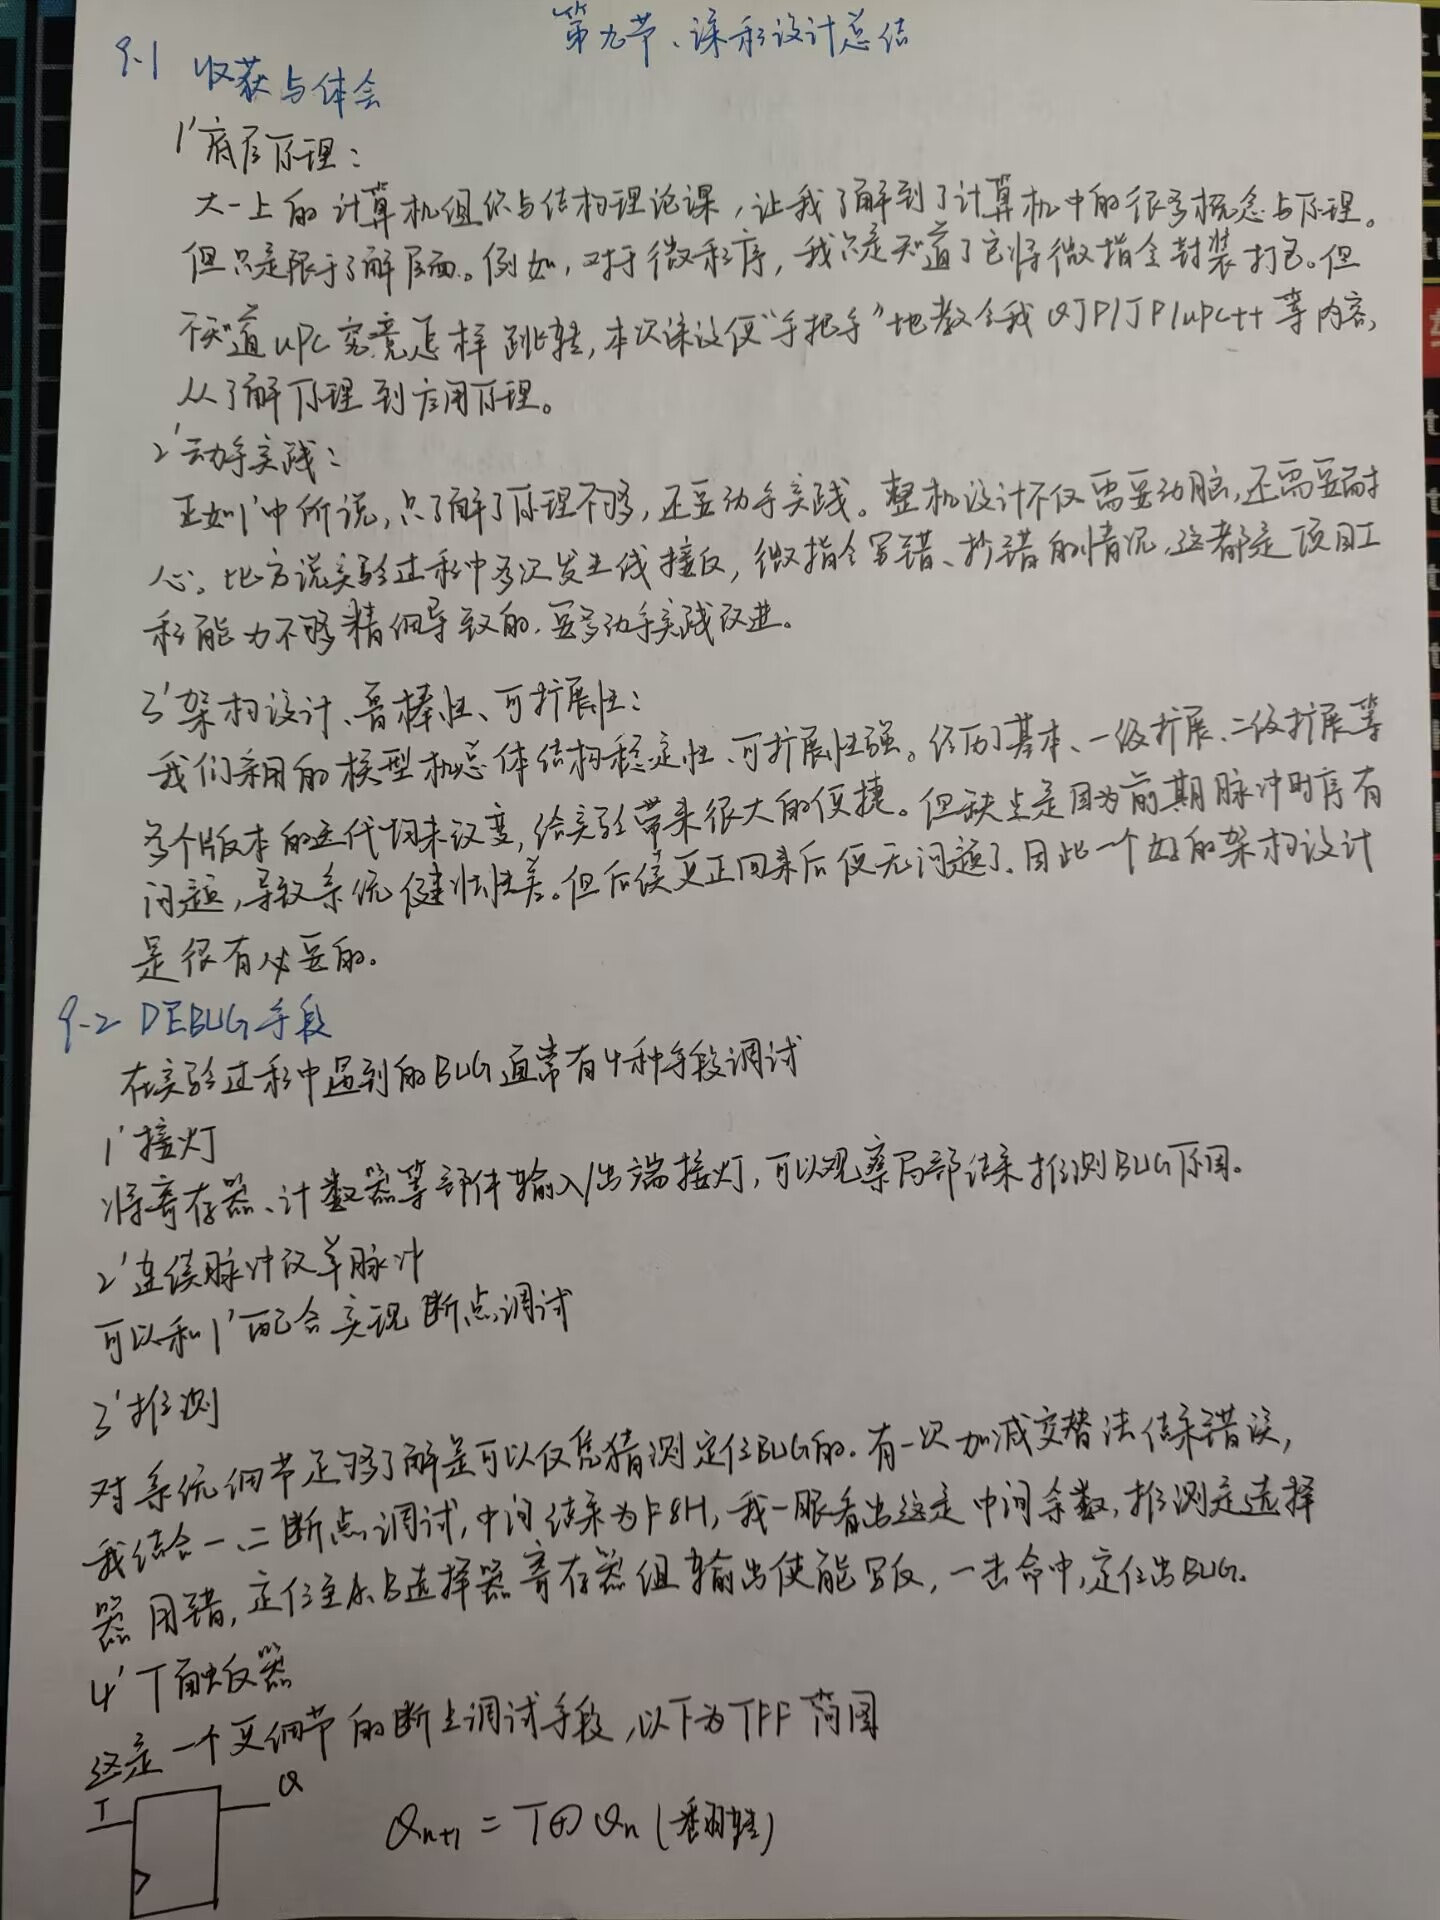 第九节、课程设计总结
9-1 收获与体会
1' 底层原理：
大一上的计算机组织与结构理论课，让我了解到了计算机中的很多概念与原理。
但只是限于了解层面。例如，对于微程序，我只是知道了它将微指令封装打包。但
不知道uPC究竟怎样跳转，本次课设便“手把手”地教会我QJP/JP/uPC++等内容，
从了解原理到应用原理。
2' 动手实践：
正如1'中所说，只了解了原理不够，还要动手实践。整机设计不仅需要动脑，还需要耐
心。比方说实验过程中多次发生线接反，微指令写错、抄错的情况，这都是项目工
程能力不够精细导致的，要多动手实践改进。
3' 架构设计、鲁棒性、可扩展性：
我们采用的模型机总体结构稳定性、可扩展性强。经历了基本、一级扩展、二级扩展等
多个版本的迭代均未改变，给实验带来很大的便捷。但缺点是因为前期脉冲时序有
问题，导致系统健壮性差。但后续更正回来后便无问题了，因此一个好的架构设计
是很有必要的。
9-2 DEBUG手段
在实验过程中遇到的BUG通常有4种手段调试
1' 接灯
将寄存器、计数器等部件输入/出端接灯，可以观察局部结果推测BUG原因。
2' 连续脉冲改单脉冲
可以和1'配合实现断点调试
3' 推测
对系统细节足够了解是可以仅凭猜测定位BUG的。有一次加减交替法结果错误，
我结合一、二断点调试，中间结果为F8H，我一眼看出这是中间余数，推测是选择
器用错，定位至A、B选择器寄存器组输出使能写反，一击命中，定位出BUG。
4' T触发器
这是一个更细节的断点调试手段，以下为TFF简图
T Q
Qn+1 = T⊕Qn (翻转)